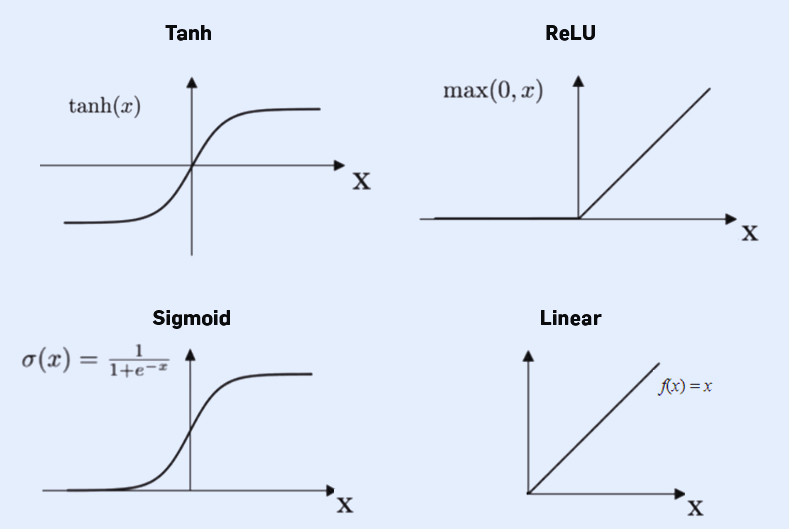 Tanh
tanh(x)
X
ReLU
max(0, x)
X
Sigmoid
σ(x) = 1/1+e^−x
X
Linear
f(x) = x
X